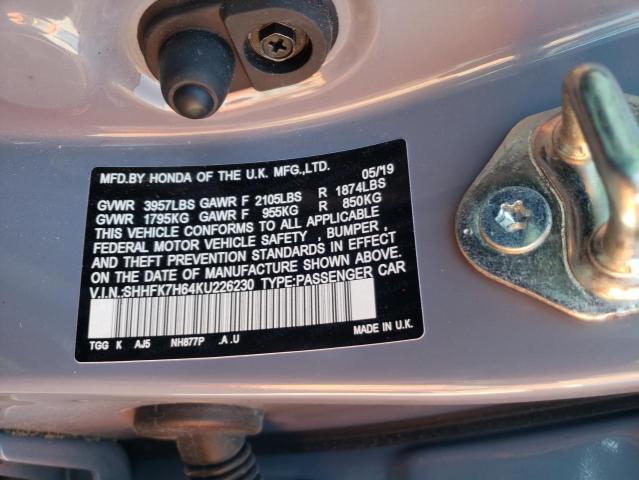 MFD.BY HONDA OF THE U.K. MFG.,LTD. 05/19
GVWR 3957LBS GAWR F 2105LBS R 1874LBS
GVWR 1795KG GAWR F 955KG R 850KG
THIS VEHICLE CONFORMS TO ALL APPLICABLE
FEDERAL MOTOR VEHICLE SAFETY , BUMPER ,
AND THEFT PREVENTION STANDARDS IN EFFECT
ON THE DATE OF MANUFACTURE SHOWN ABOVE.
V.I.N.:SHHFK7H64KU226230 TYPE:PASSENGER CAR
TGG K AJ5 NH877P .A .U MADE IN U.K.